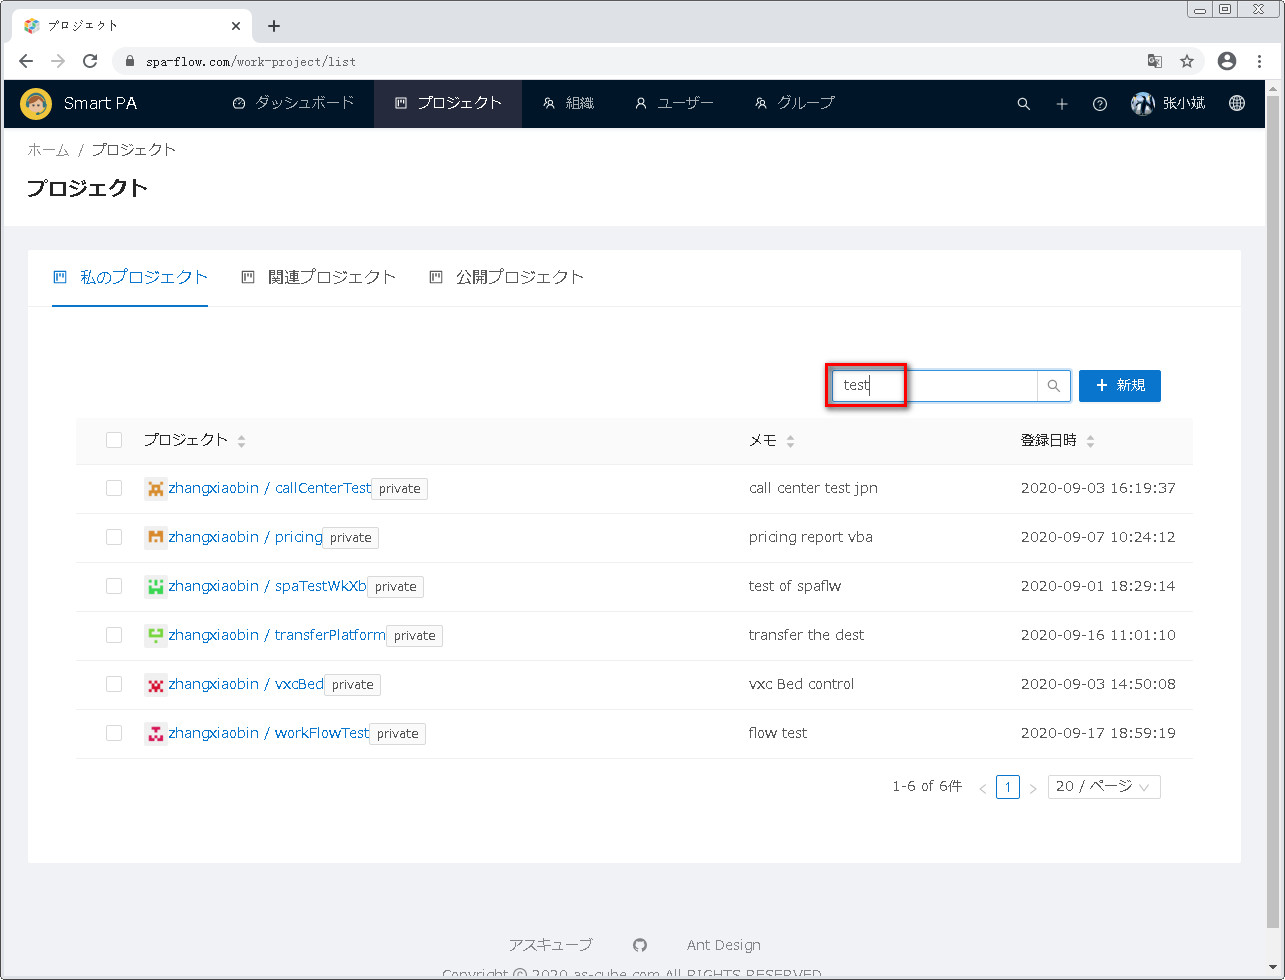 プロジェクト
spa-flow.com/work-project/list
Smart PA ダッシュボード プロジェクト 組織 ユーザー グループ 张小斌
ホーム / プロジェクト
プロジェクト
私のプロジェクト 関連プロジェクト 公開プロジェクト
test + 新規
プロジェクト メモ 登録日時
zhangxiaobin / callCenterTest private call center test jpn 2020-09-03 16:19:37
zhangxiaobin / pricing private pricing report vba 2020-09-07 10:24:12
zhangxiaobin / spaTestWkXb private test of spaflw 2020-09-01 18:29:14
zhangxiaobin / transferPlatform private transfer the dest 2020-09-16 11:01:10
zhangxiaobin / vxcBed private vxc Bed control 2020-09-03 14:50:08
zhangxiaobin / workFlowTest private flow test 2020-09-17 18:59:19
1-6 of 6件 < 1 > 20 / ページ
アスキューブ Ant Design
Copyright © 2020 as-cube.com All RIGHTS RESERVED